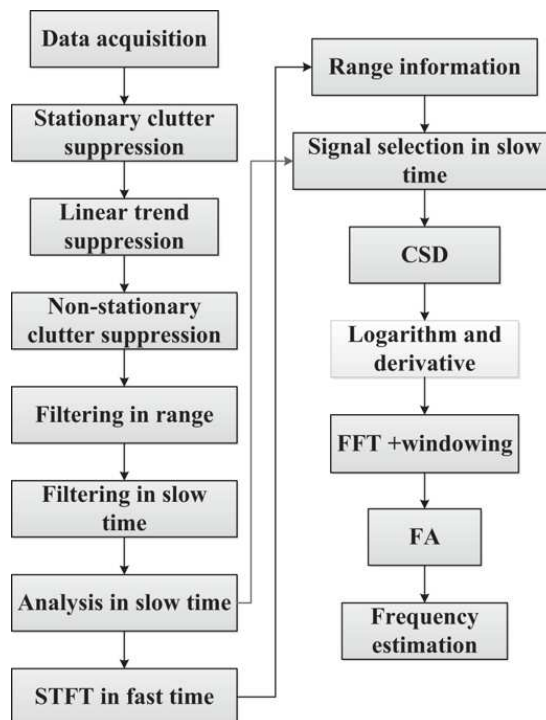 Data acquisition
Stationary clutter
suppression
Linear trend
suppression
Non-stationary
clutter suppression
Filtering in range
Filtering in slow
time
Analysis in slow time
STFT in fast time
Range information
Signal selection in slow
time
CSD
Logarithm and
derivative
FFT +windowing
FA
Frequency
estimation